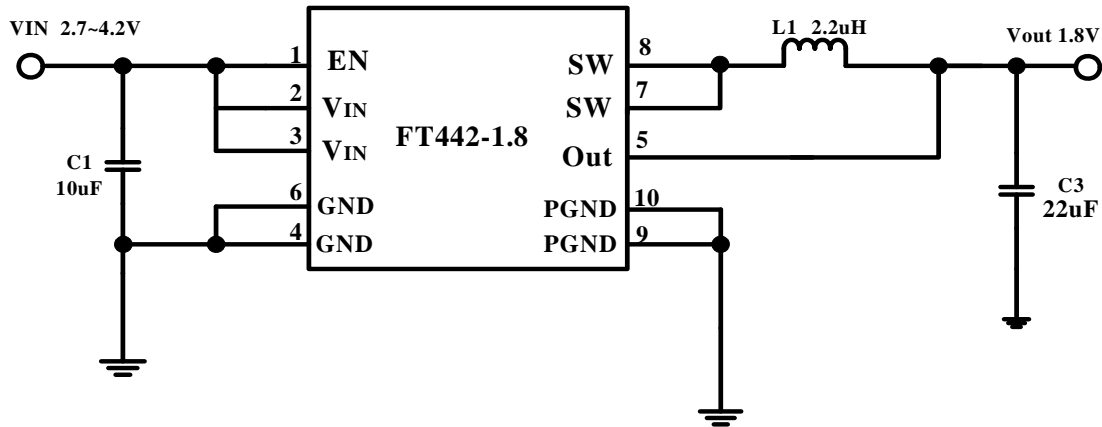 VIN 2.7~4.2V
L1 2.2uH
Vout 1.8V
1
EN
SW
8
2
VIN
SW
7
3
VIN
FT442-1.8
Out
5
C1
10uF
6
GND
PGND
10
4
GND
PGND
9
C3
22uF